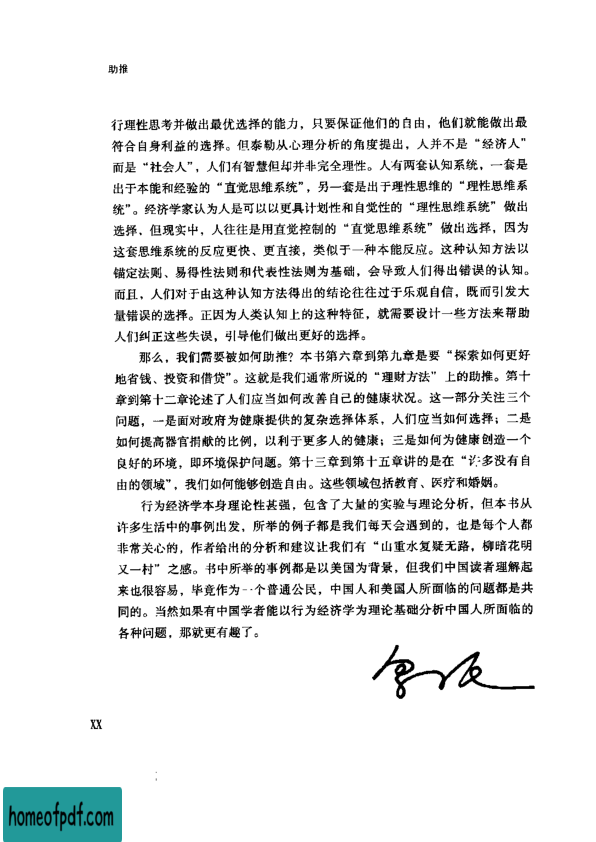 助推
行理性思考并做出最优选择的能力，只要保证他们的自由，他们就能做出最
符合自身利益的选择。但泰勒从心理分析的角度提出，人并不是“经济人”
而是“社会人”，人们有智慧但却并非完全理性。人有两套认知系统，一套是
出于本能和经验的“直觉思维系统”，另一套是出于理性思维的“理性思维系
统”。经济学家认为人是可以以更具计划性和自觉性的“理性思维系统”做出
选择，但现实中，人往往是用直觉控制的“直觉思维系统”做出选择，因为
这套思维系统的反应更快、更直接，类似于一种本能反应。这种认知方法以
锚定法则、易得性法则和代表性法则为基础，会导致人们得出错误的认知。
而且，人们对于由这种认知方法得出的结论往往过于乐观自信，既而引发大
量错误的选择。正因为人类认知上的这种特征，就需要设计一些方法来帮助
人们纠正这些失误，引导他们做出更好的选择。
那么，我们需要被如何助推？本书第六章到第九章是要“探索如何更好
地省钱、投资和借贷”。这就是我们通常所说的“理财方法”上的助推。第十
章到第十二章论述了人们应当如何改善自己的健康状况。这一部分关注三个
问题，一是面对政府为健康提供的复杂选择体系，人们应当如何选择；二是
如何提高器官捐献的比例，以利于更多人的健康；三是如何为健康创造一个
良好的环境，即环境保护问题。第十三章到第十五章讲的是在“许多没有自
由的领域”，我们如何能够创造自由。这些领域包括教育、医疗和婚姻。
行为经济学本身理论性甚强，包含了大量的实验与理论分析，但本书从
许多生活中的事例出发，所举的例子都是我们每天会遇到的，也是每个人都
非常关心的，作者给出的分析和建议让我们有“山重水复疑无路，柳暗花明
又一村”之感。书中所举的事例都是以美国为背景，但我们中国读者理解起
来也很容易，毕竟作为一个普通公民，中国人和美国人所面临的问题都是共
同的。当然如果有中国学者能以行为经济学为理论基础分析中国人所面临的
各种问题，那就更有趣了。
XX
homeofpdf.com